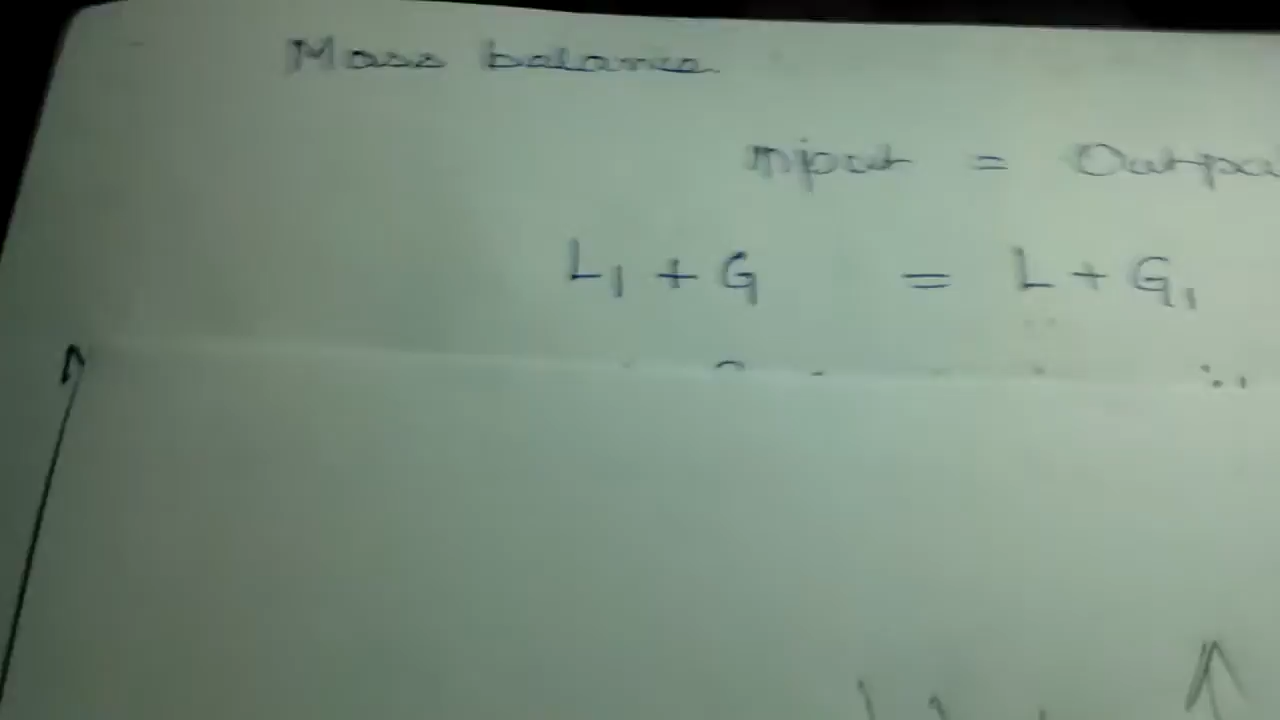 Mass balance
Input = Outpu
L₁ + G = L + G₁